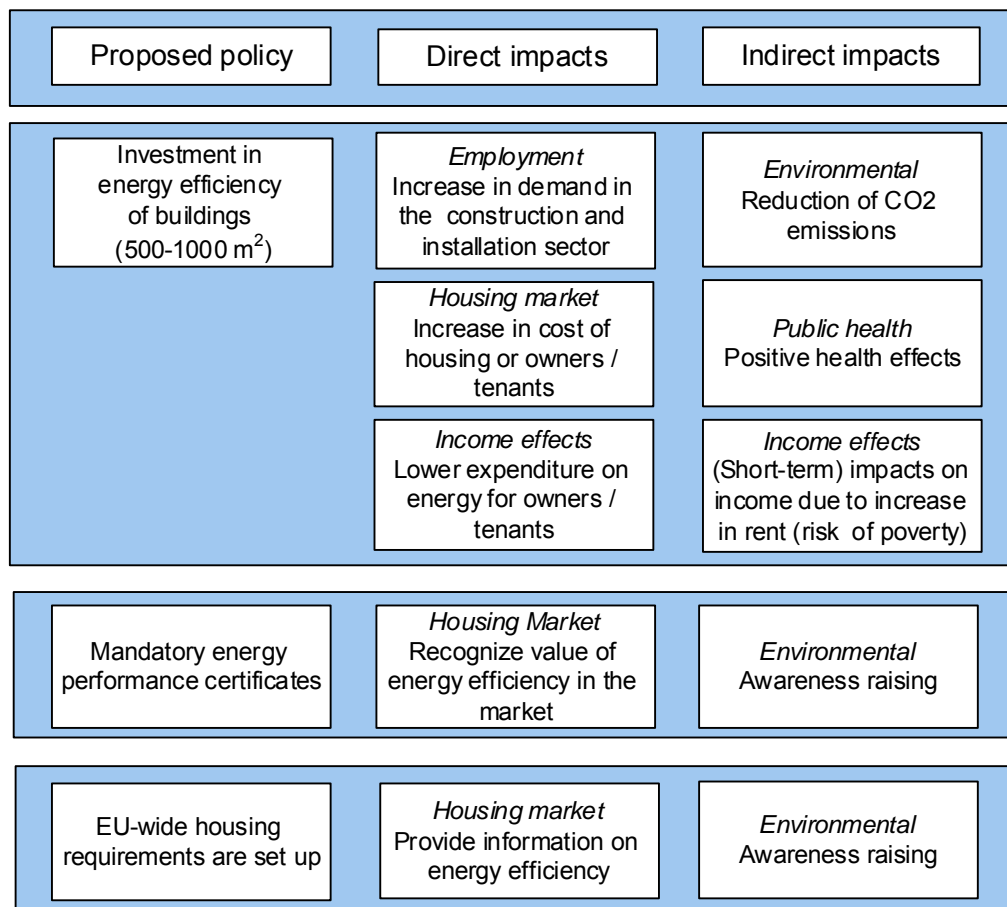 Proposed policy
Direct impacts
Indirect impacts
Investment in
energy efficiency
of buildings
(500-1000 m²)
Employment
Increase in demand in
the construction and
installation sector
Environmental
Reduction of CO2
emissions
Housing market
Increase in cost of
housing or owners /
tenants
Public health
Positive health effects
Income effects
Lower expenditure on
energy for owners /
tenants
Income effects
(Short-term) impacts on
income due to increase
in rent (risk of poverty)
Mandatory energy
performance certificates
Housing Market
Recognize value of
energy efficiency in the
market
Environmental
Awareness raising
EU-wide housing
requirements are set up
Housing market
Provide information on
energy efficiency
Environmental
Awareness raising